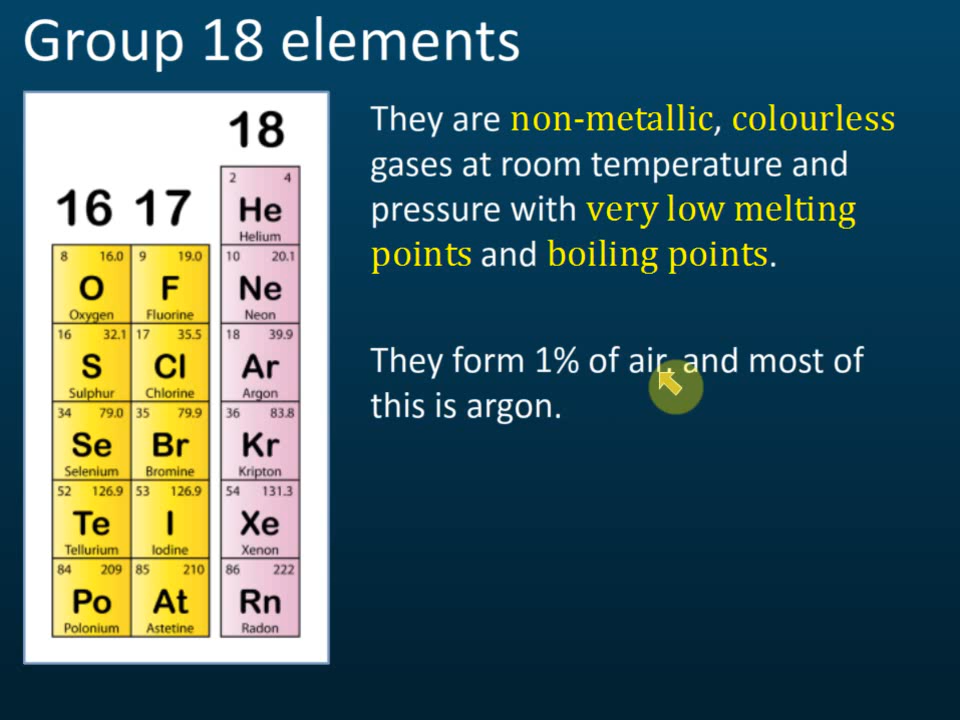 Group 18 elements
18
16 17
2 4
He
Helium
8 16.0 9 19.0 10 20.1
O F Ne
Oxygen Fluorine Neon
16 32.1 17 35.5 18 39.9
S Cl Ar
Sulphur Chlorine Argon
34 79.0 35 79.9 36 83.8
Se Br Kr
Selenium Bromine Kripton
52 126.9 53 126.9 54 131.3
Te I Xe
Tellurium Iodine Xenon
84 209 85 210 86 222
Po At Rn
Polonium Astetine Radon
They are non-metallic, colourless
gases at room temperature and
pressure with very low melting
points and boiling points.
They form 1% of air, and most of
this is argon.